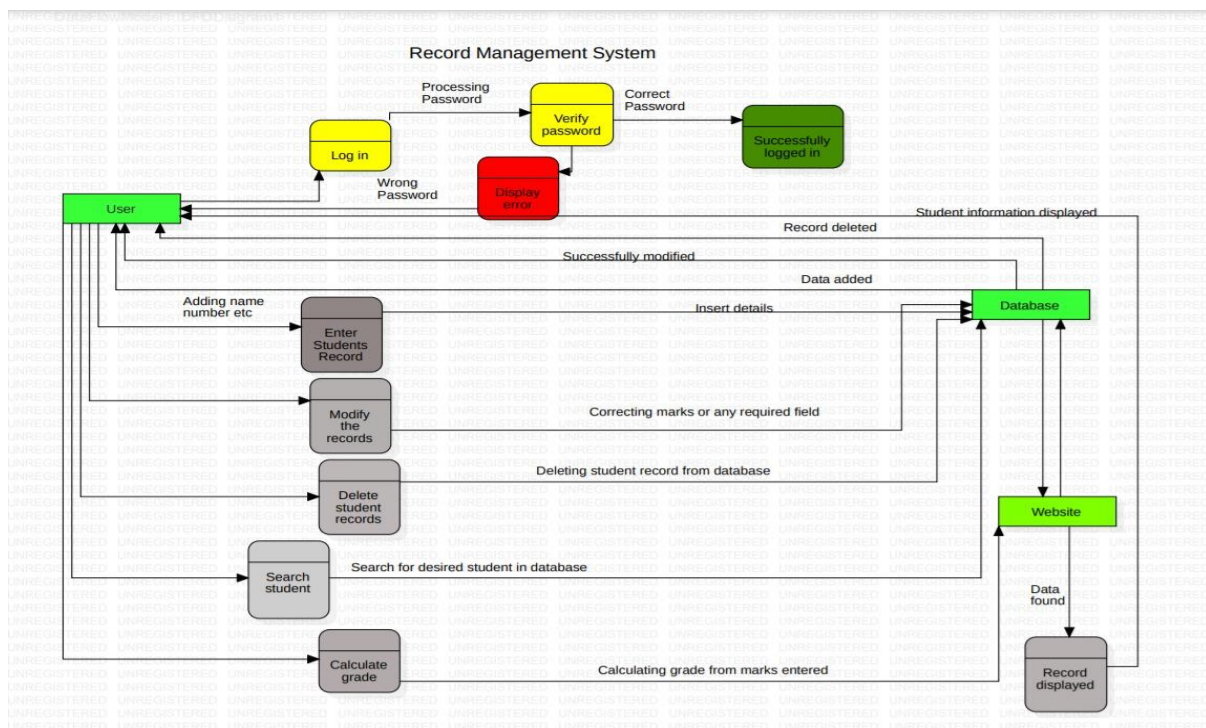 DataFlowModel1::DFDDiagram1
Record Management System
Processing
Password
Correct
Password
Verify
password
Successfully
logged in
Log in
Wrong
Password
Display
error
User
Student information displayed
Record deleted
Successfully modified
Data added
Adding name
number etc
Insert details
Database
Enter
Students
Record
Modify
the
records
Correcting marks or any required field
Delete
student
records
Deleting student record from database
Website
Search
student
Search for desired student in database
Data
found
Calculate
grade
Calculating grade from marks entered
Record
displayed
UNREGISTERED